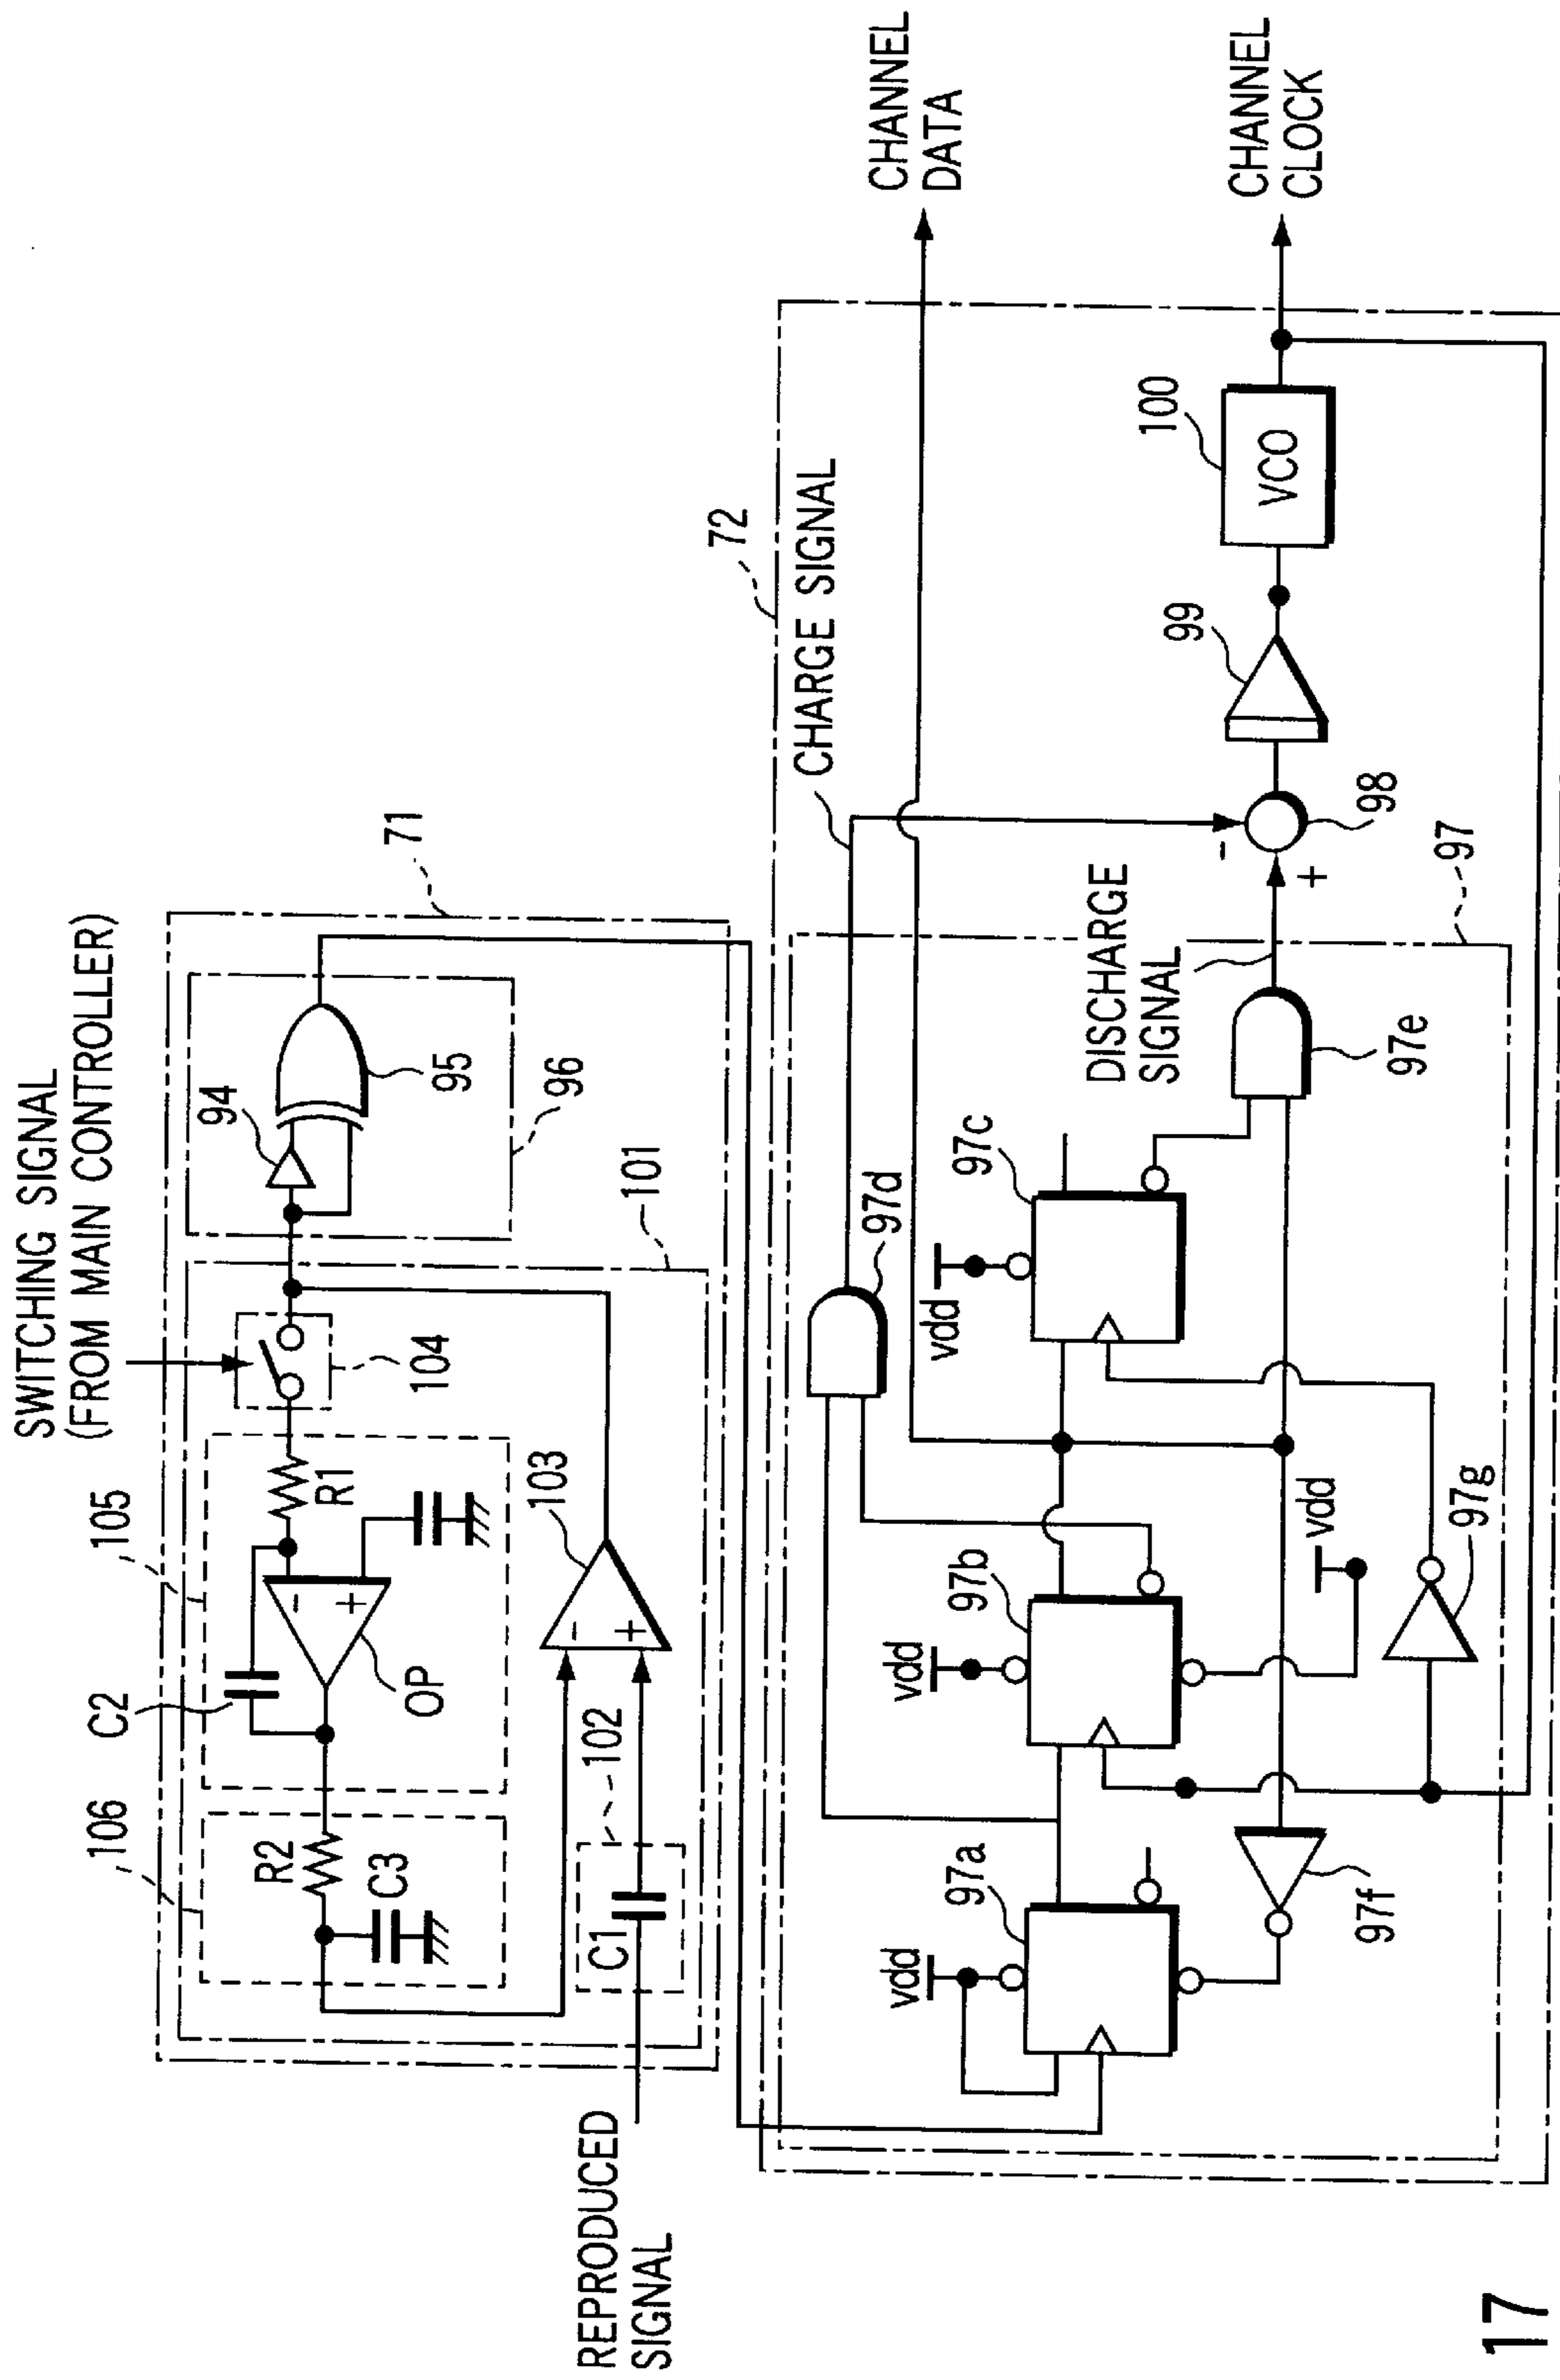 SWITCHING SIGNAL
(FROM MAIN CONTROLLER)
71
106
105
104
94
95
96
101
C2
R2
C3
-
+
OP
R1
103
-
+
102
C1
REPRODUCED
SIGNAL
72
CHARGE SIGNAL
CHANNEL
DATA
CHANNEL
CLOCK
97d
vdd
97a
vdd
97b
vdd
97c
DISCHARGE
SIGNAL
-
+
98
99
100
VCO
97e
97
97f
vdd
97g
17